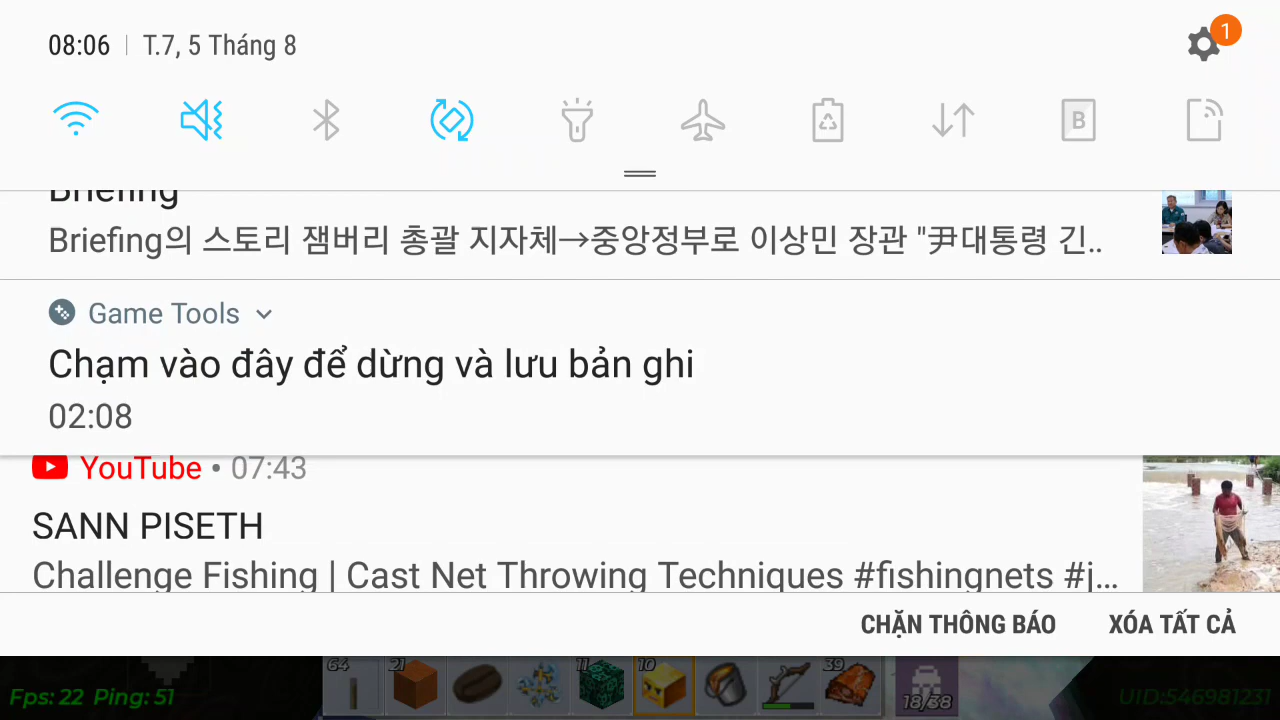 08:06 | T.7, 5 Tháng 8
1
B
Briefing
Briefing의 스토리 잼버리 총괄 지자체→중앙정부로 이상민 장관 "尹대통령 긴..
Game Tools
Chạm vào đây để dừng và lưu bản ghi
02:08
YouTube • 07:43
SANN PISETH
Challenge Fishing | Cast Net Throwing Techniques #fishingnets #j...
CHẶN THÔNG BÁO XÓA TẤT CẢ
64 21 11 10 39
Fps: 22 Ping: 51
18/38
UID:546981231